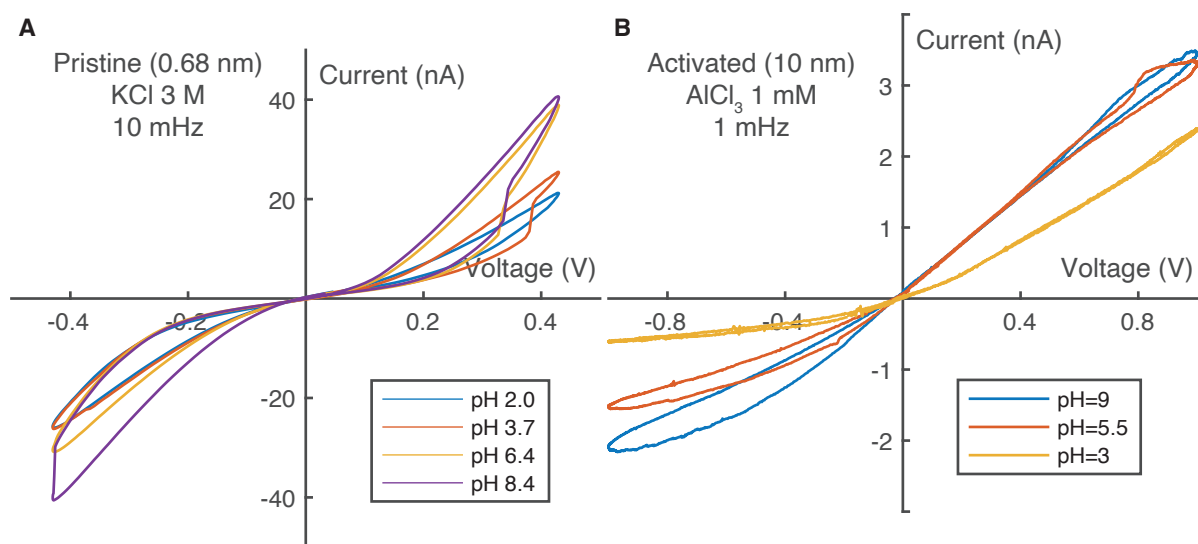 A
Pristine (0.68 nm)
KCl 3 M
10 mHz
Current (nA)
40
20
Voltage (V)
-0.4
-0.2
0.2
0.4
-20
-40
pH 2.0
pH 3.7
pH 6.4
pH 8.4
B
Activated (10 nm)
AlCl₃ 1 mM
1 mHz
Current (nA)
3
2
1
Voltage (V)
-0.8
-0.4
0.4
0.8
-1
-2
pH=9
pH=5.5
pH=3